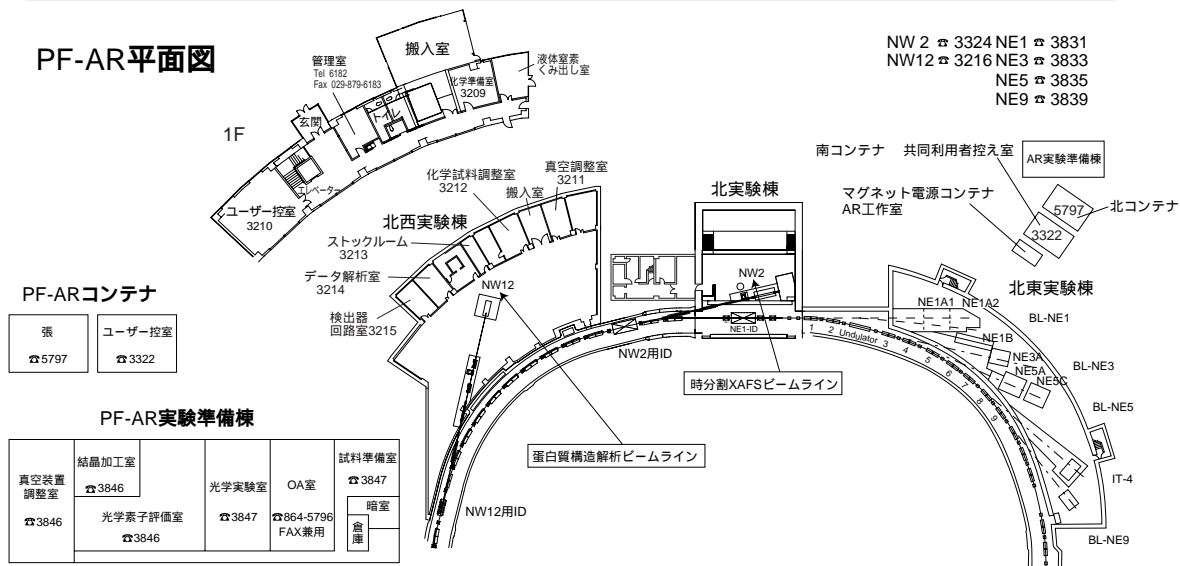 PF-AR平面図
NW 2 ☎ 3324 NE1 ☎ 3831
NW12 ☎ 3216 NE3 ☎ 3833
NE5 ☎ 3835
NE9 ☎ 3839
1F
搬入室
管理室
Tel 6182
Fax 029-879-6183
液体窒素
くみ出し室
化学準備室
3209
トイレ
玄関
エレベーター
ユーザー控室
3210
南コンテナ
共同利用者控え室
AR実験準備棟
マグネット電源コンテナ
AR工作室
5797
北コンテナ
3322
北西実験棟
化学試料調整室
3212
搬入室
真空調整室
3211
ストックルーム
3213
データ解析室
3214
検出器
回路室3215
NW12
北実験棟
NW2
NE1-ID
NW2用ID
時分割XAFSビームライン
蛋白質構造解析ビームライン
NW12用ID
北東実験棟
1 2 Undulator 3 4 5 6 7 8 9
NE1A1
NE1A2
BL-NE1
NE1B
NE3A
BL-NE3
NE5A
NE5C
BL-NE5
IT-4
BL-NE9
PF-ARコンテナ
張
☎5797
ユーザー控室
☎3322
PF-AR実験準備棟
真空装置
調整室
☎3846
結晶加工室
☎3846
光学素子評価室
☎3846
光学実験室
☎3847
OA室
☎864-5796
FAX兼用
試料準備室
☎3847
暗室
倉庫